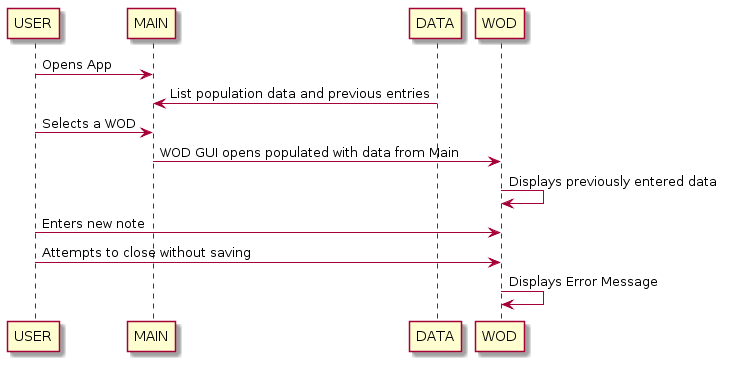 USER MAIN DATA WOD
Opens App
List population data and previous entries
Selects a WOD
WOD GUI opens populated with data from Main
Displays previously entered data
Enters new note
Attempts to close without saving
Displays Error Message
USER MAIN DATA WOD